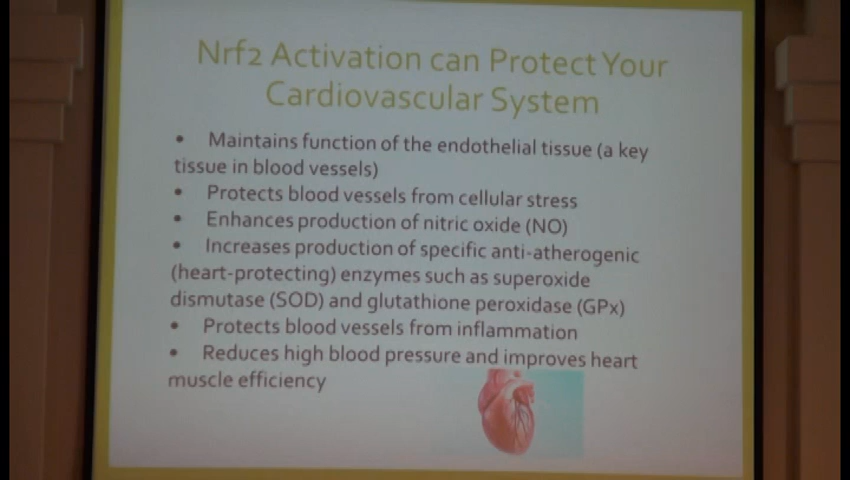 Nrf2 Activation can Protect Your
Cardiovascular System
• Maintains function of the endothelial tissue (a key
tissue in blood vessels)
• Protects blood vessels from cellular stress
• Enhances production of nitric oxide (NO)
• Increases production of specific anti-atherogenic
(heart-protecting) enzymes such as superoxide
dismutase (SOD) and glutathione peroxidase (GPx)
• Protects blood vessels from inflammation
• Reduces high blood pressure and improves heart
muscle efficiency